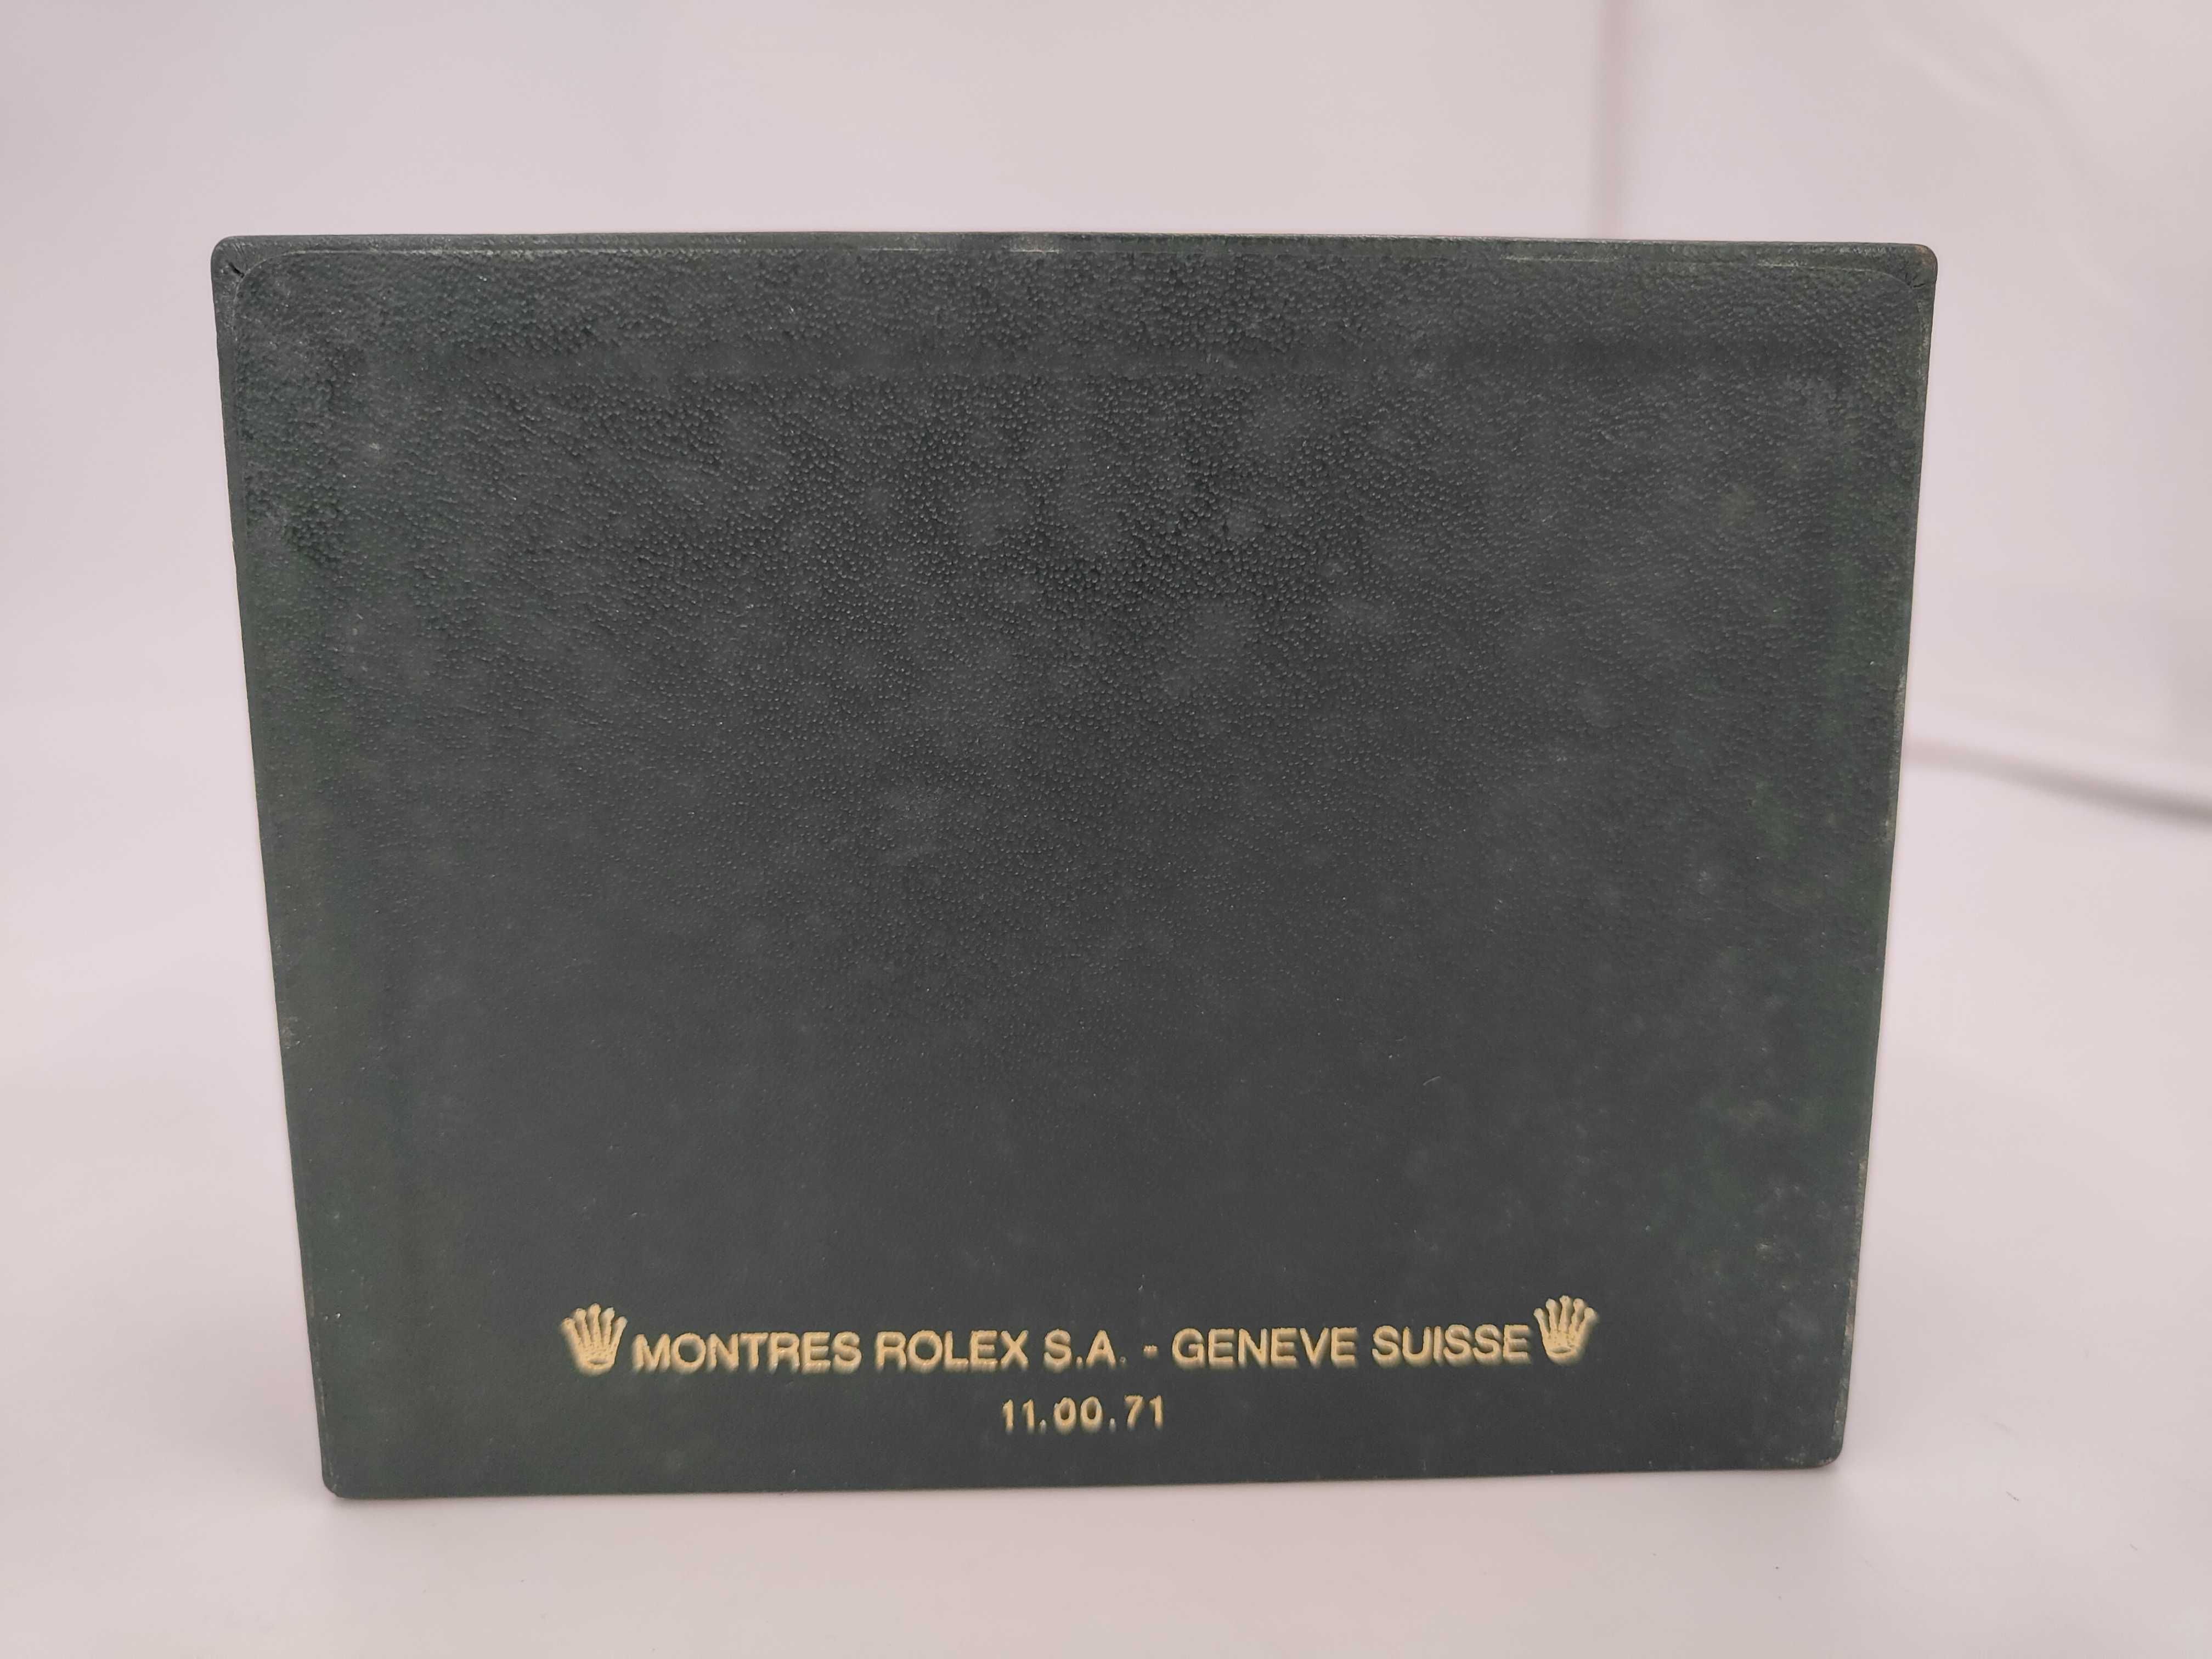 MONTRES ROLEX S.A. - GENEVE SUISSE
11.00.71